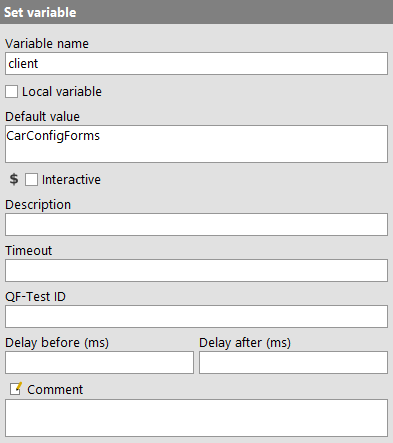 Set variable
Variable name
client
Local variable
Default value
CarConfigForms
$ Interactive
Description
Timeout
QF-Test ID
Delay before (ms) Delay after (ms)
Comment